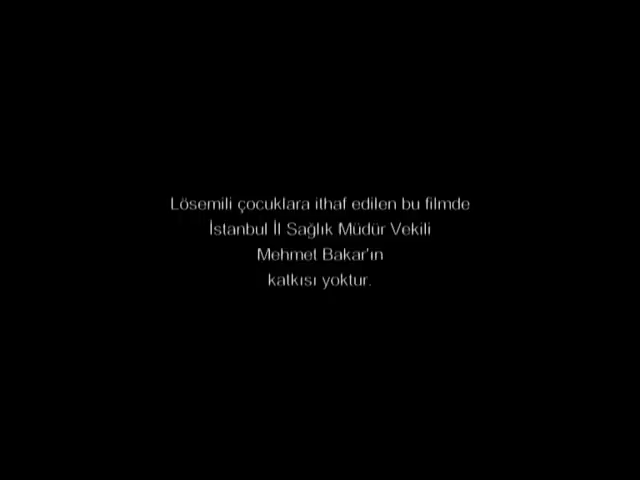 Lösemili çocuklara ithaf edilen bu filmde
İstanbul İl Sağlık Müdür Vekili
Mehmet Bakar'ın
katkısı yoktur.